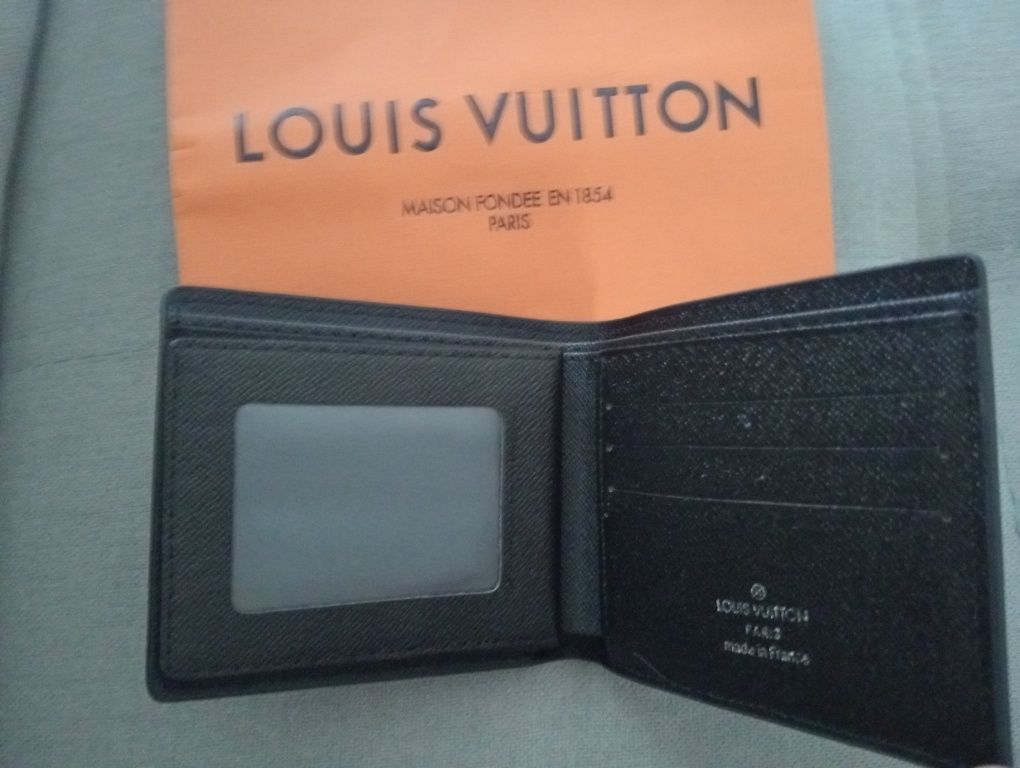 LOUIS VUITTON
MAISON FONDEE EN 1854
PARIS
LOUIS VUITTON
PARIS
made in France